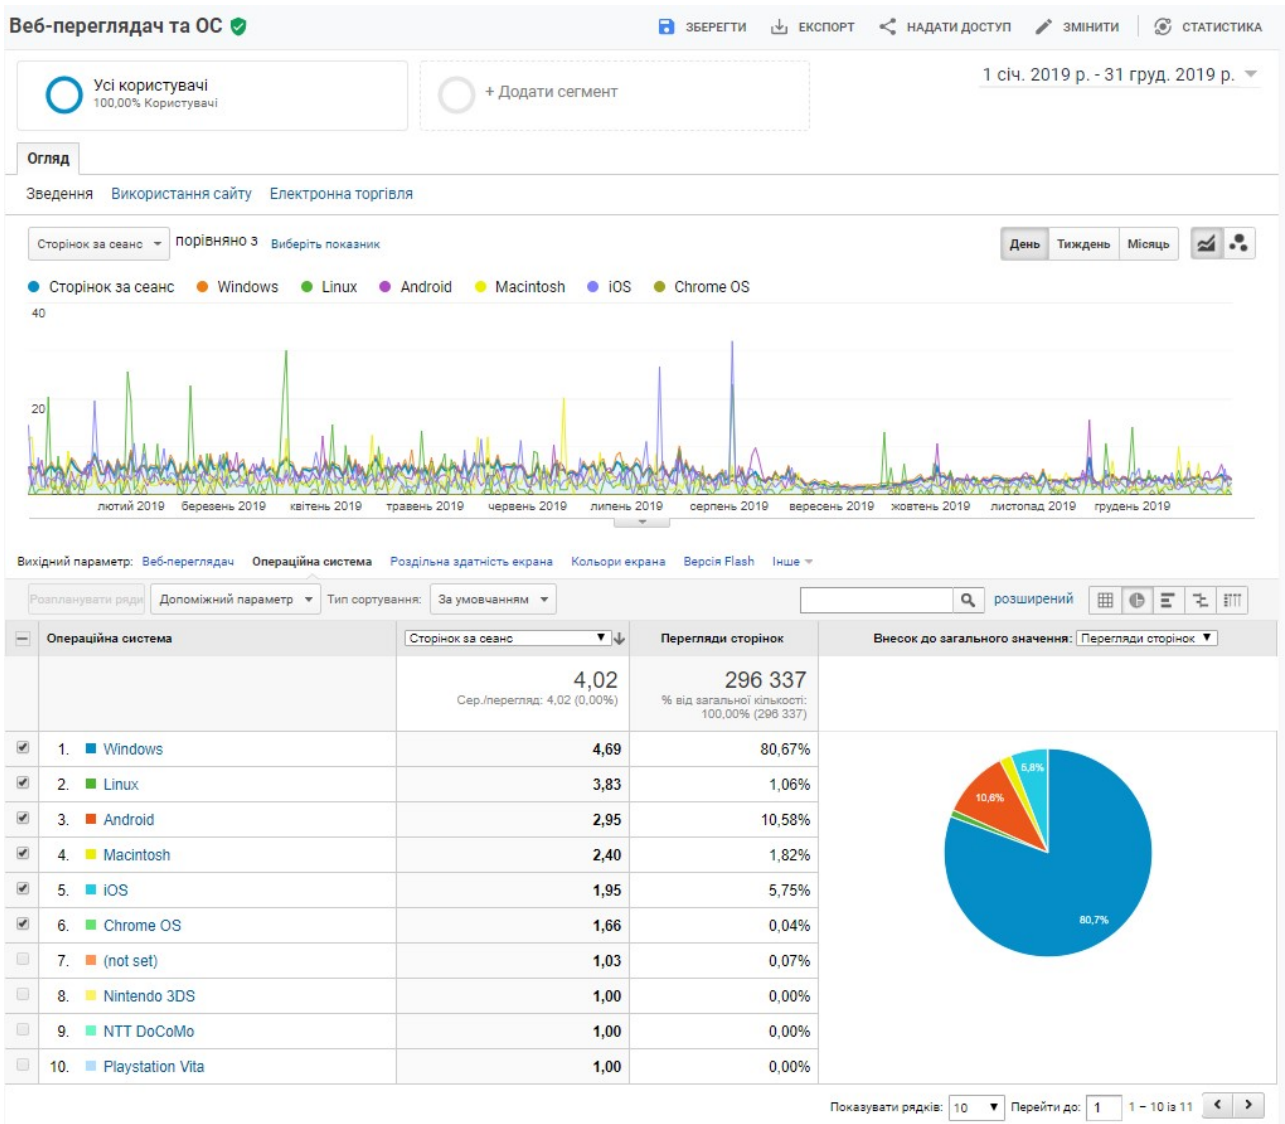 Веб-переглядач та ОС
ЗБЕРЕГТИ ЕКСПОРТ НАДАТИ ДОСТУП ЗМІНИТИ СТАТИСТИКА
Усі користувачі
100,00% Користувачі
+ Додати сегмент
1 січ. 2019 р. - 31 груд. 2019 р.
Огляд
Зведення Використання сайту Електронна торгівля
Сторінок за сеанс порівняно з Виберіть показник
День Тиждень Місяць
Сторінок за сеанс Windows Linux Android Macintosh iOS Chrome OS
40
20
лютий 2019 березень 2019 квітень 2019 травень 2019 червень 2019 липень 2019 серпень 2019 вересень 2019 жовтень 2019 листопад 2019 грудень 2019
Вихідний параметр: Веб-переглядач Операційна система Роздільна здатність екрана Кольори екрана Версія Flash Інше
Розпланувати ряди Допоміжний параметр Тип сортування: За умовчанням розширений
Операційна система Сторінок за сеанс Перегляди сторінок Внесок до загального значення: Перегляди сторінок
4,02 296 337
Сер./перегляд: 4,02 (0,00%) % від загальної кількості:
100,00% (296 337)
1. Windows 4,69 80,67%
2. Linux 3,83 1,06%
3. Android 2,95 10,58%
4. Macintosh 2,40 1,82%
5. iOS 1,95 5,75%
6. Chrome OS 1,66 0,04%
7. (not set) 1,03 0,07%
8. Nintendo 3DS 1,00 0,00%
9. NTT DoCoMo 1,00 0,00%
10. Playstation Vita 1,00 0,00%
5,8%
10,6%
80,7%
Показувати рядків: 10 Перейти до: 1 1 – 10 із 11